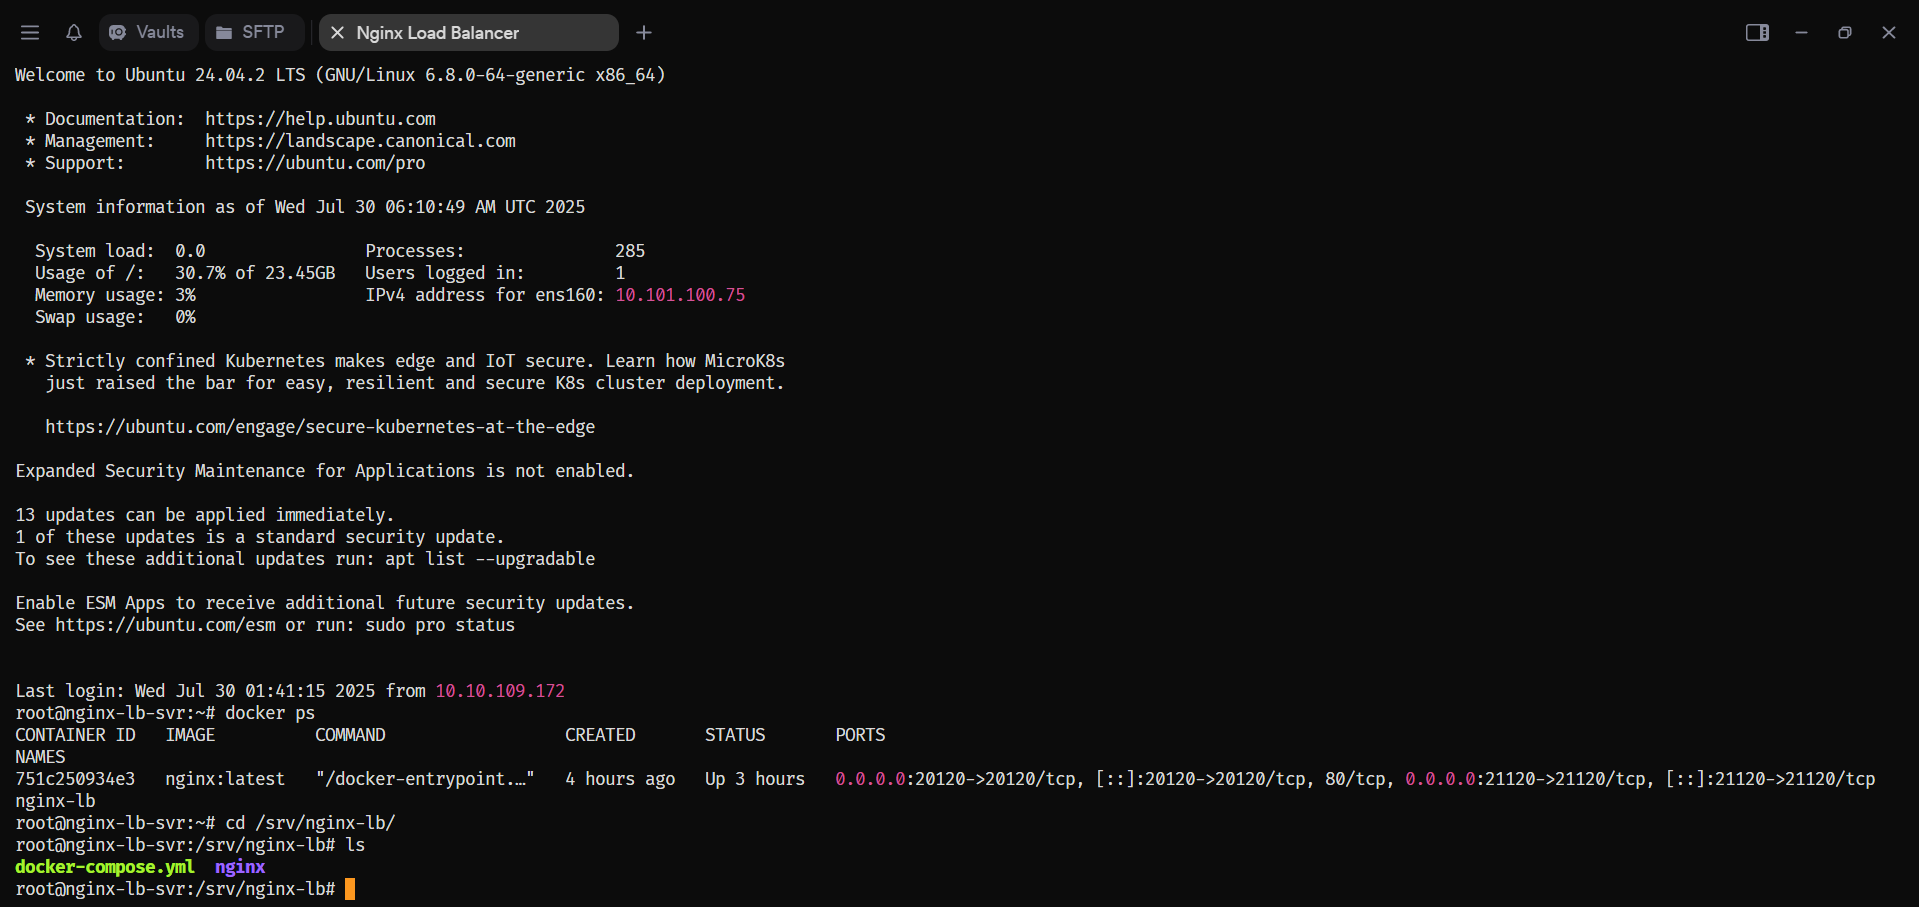 Vaults SFTP Nginx Load Balancer
Welcome to Ubuntu 24.04.2 LTS (GNU/Linux 6.8.0-64-generic x86_64)
* Documentation: https://help.ubuntu.com
* Management: https://landscape.canonical.com
* Support: https://ubuntu.com/pro
System information as of Wed Jul 30 06:10:49 AM UTC 2025
System load: 0.0 Processes: 285
Usage of /: 30.7% of 23.45GB Users logged in: 1
Memory usage: 3% IPv4 address for ens160: 10.101.100.75
Swap usage: 0%
* Strictly confined Kubernetes makes edge and IoT secure. Learn how MicroK8s
just raised the bar for easy, resilient and secure K8s cluster deployment.
https://ubuntu.com/engage/secure-kubernetes-at-the-edge
Expanded Security Maintenance for Applications is not enabled.
13 updates can be applied immediately.
1 of these updates is a standard security update.
To see these additional updates run: apt list --upgradable
Enable ESM Apps to receive additional future security updates.
See https://ubuntu.com/esm or run: sudo pro status
Last login: Wed Jul 30 01:41:15 2025 from 10.10.109.172
root@nginx-lb-svr:~# docker ps
CONTAINER ID IMAGE COMMAND CREATED STATUS PORTS
NAMES
751c250934e3 nginx:latest "/docker-entrypoint.…" 4 hours ago Up 3 hours 0.0.0.0:20120->20120/tcp, [::]:20120->20120/tcp, 80/tcp, 0.0.0.0:21120->21120/tcp, [::]:21120->21120/tcp
nginx-lb
root@nginx-lb-svr:~# cd /srv/nginx-lb/
root@nginx-lb-svr:/srv/nginx-lb# ls
docker-compose.yml nginx
root@nginx-lb-svr:/srv/nginx-lb#